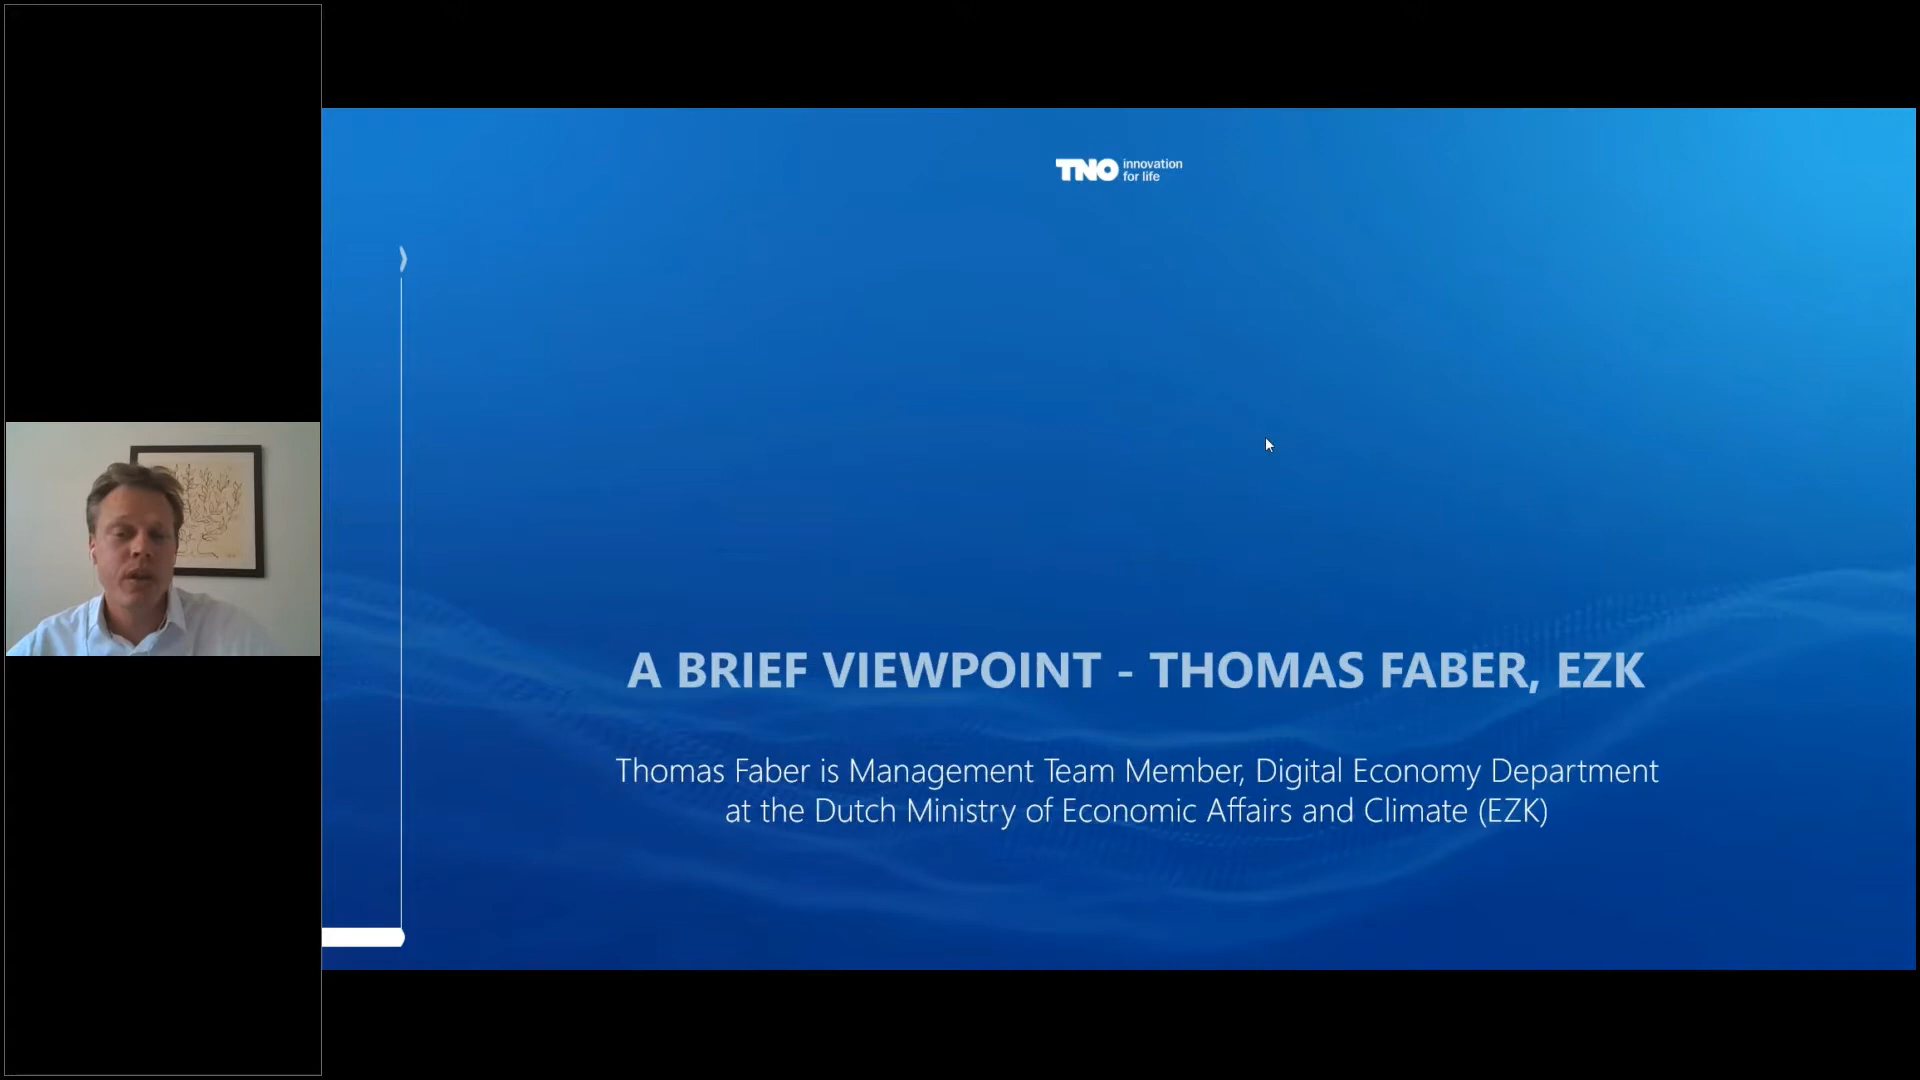 TNO innovation
for life
A BRIEF VIEWPOINT - THOMAS FABER, EZK
Thomas Faber is Management Team Member, Digital Economy Department
at the Dutch Ministry of Economic Affairs and Climate (EZK)